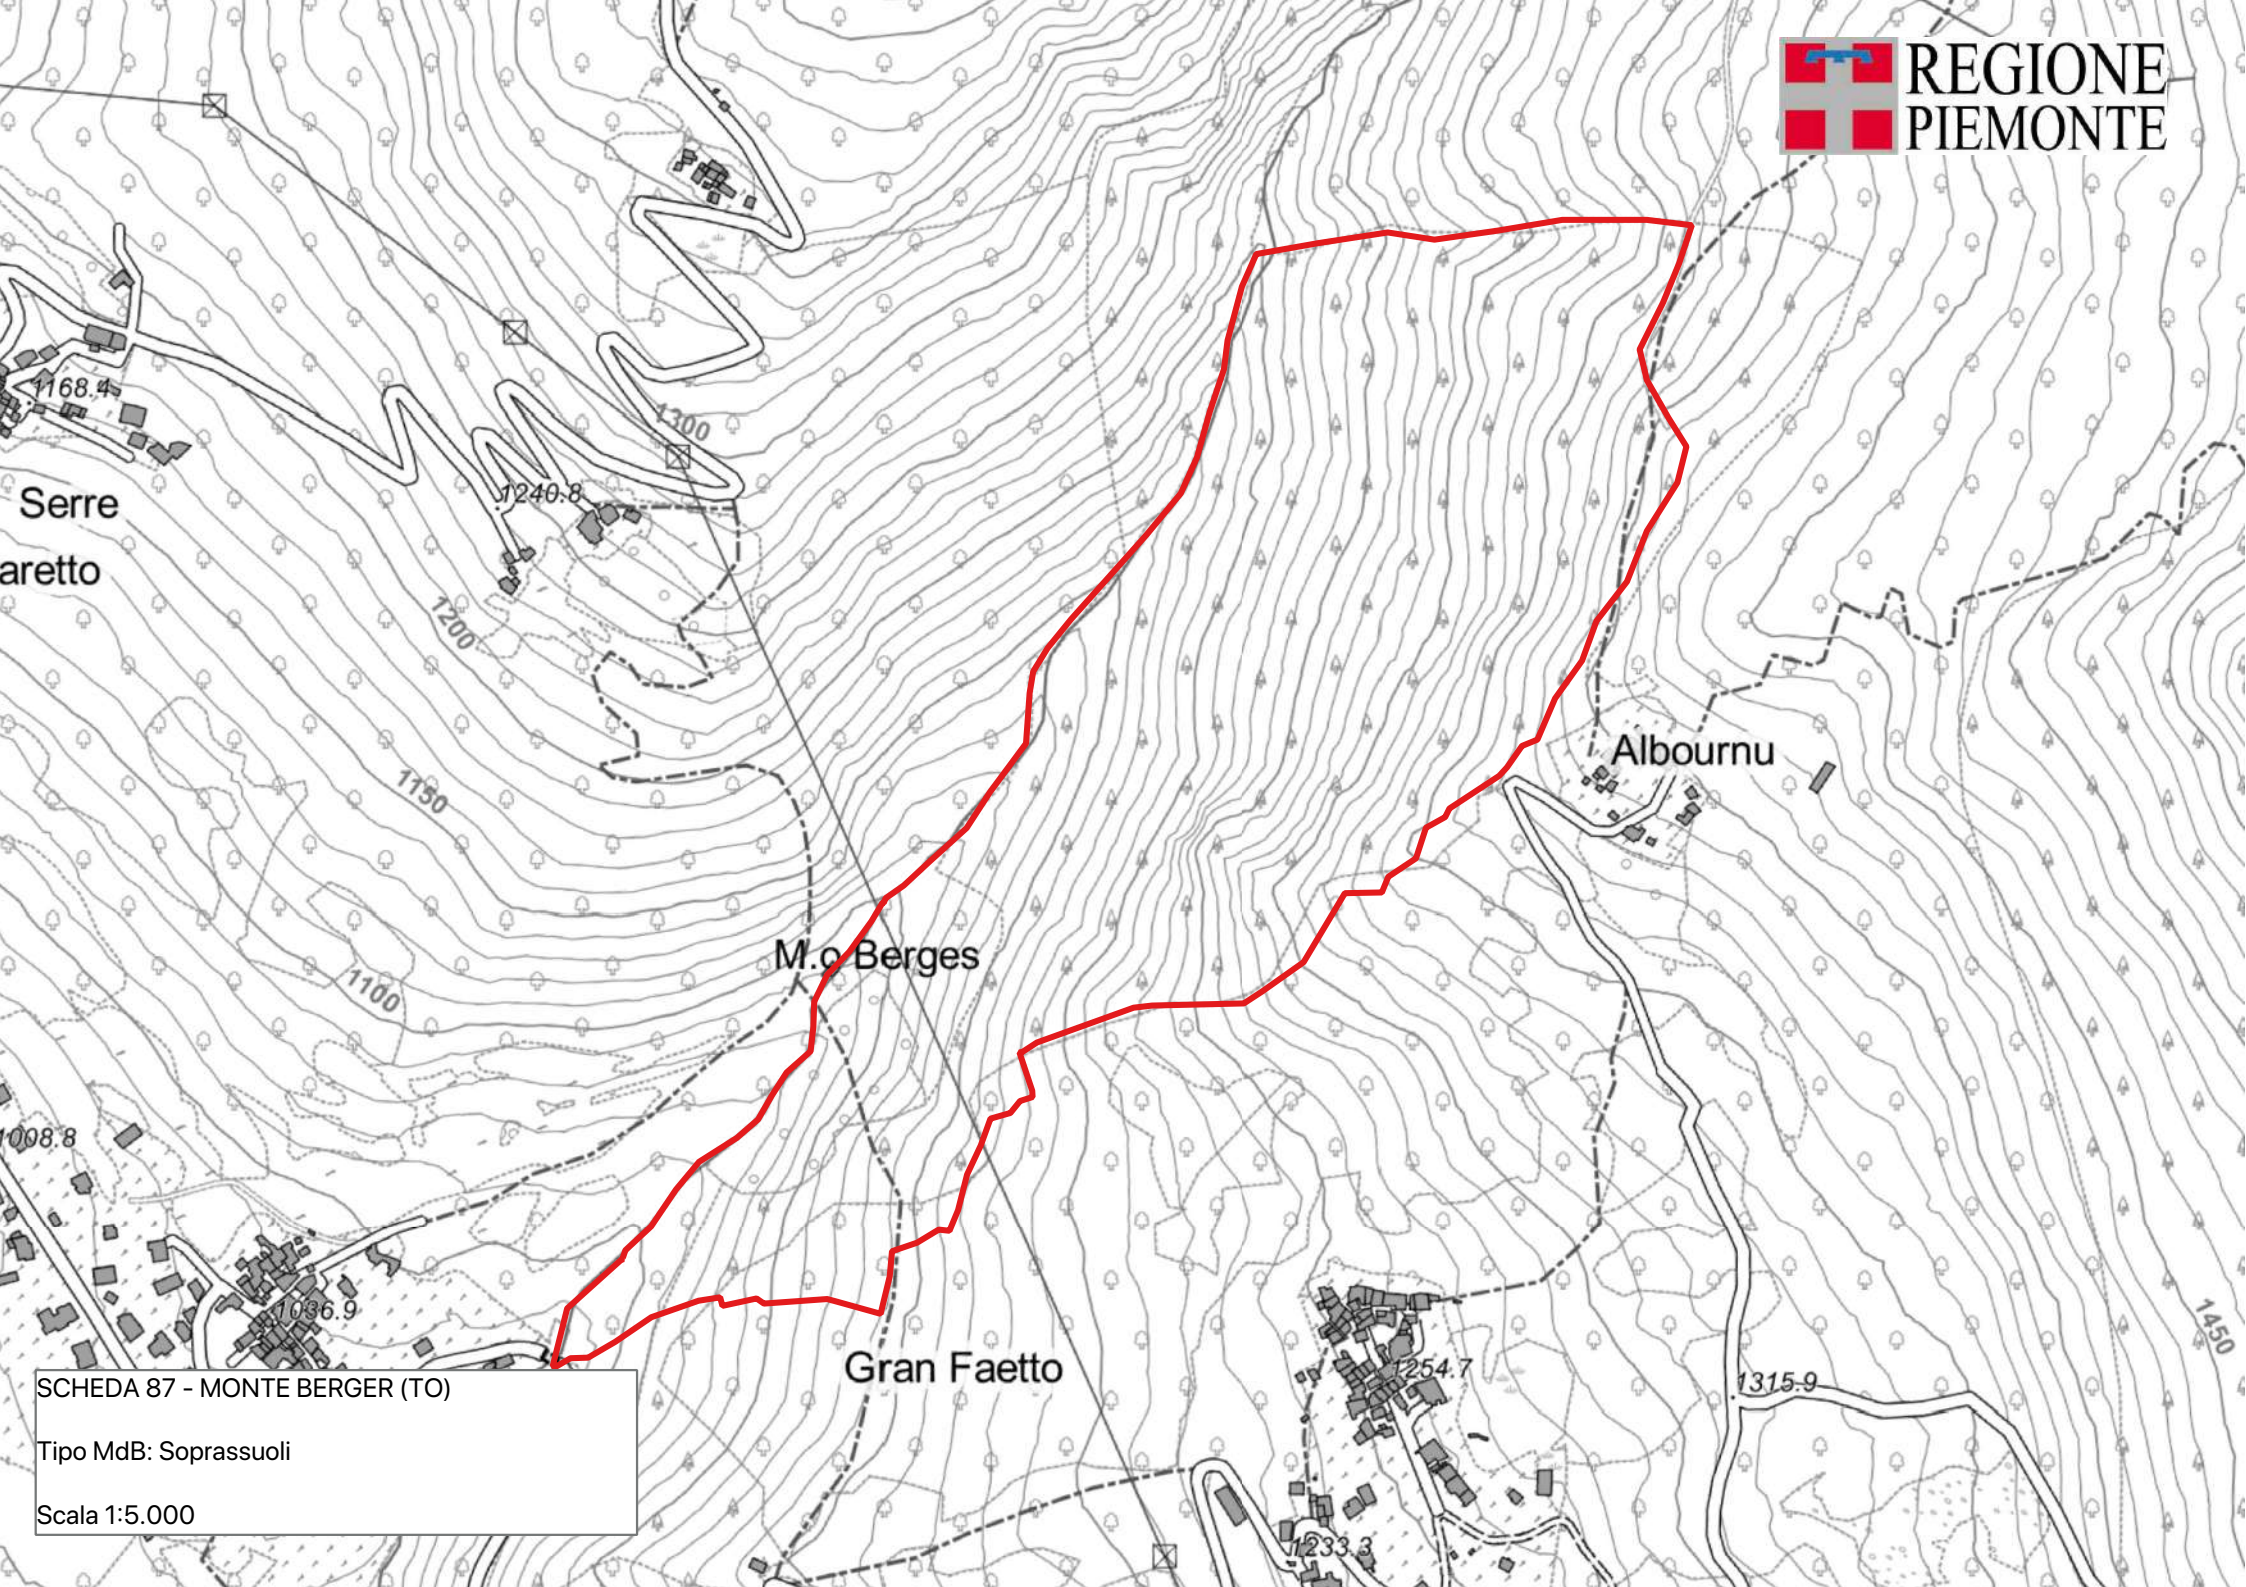 REGIONE
PIEMONTE
1168.4
1300
1240.8
Serre
aretto
1200
Albournu
1150
M.o Berges
1100
1008.8
1036.9
1450
Gran Faetto
1254.7
1315.9
SCHEDA 87 - MONTE BERGER (TO)
Tipo MdB: Soprassuoli
Scala 1:5.000
1233.3